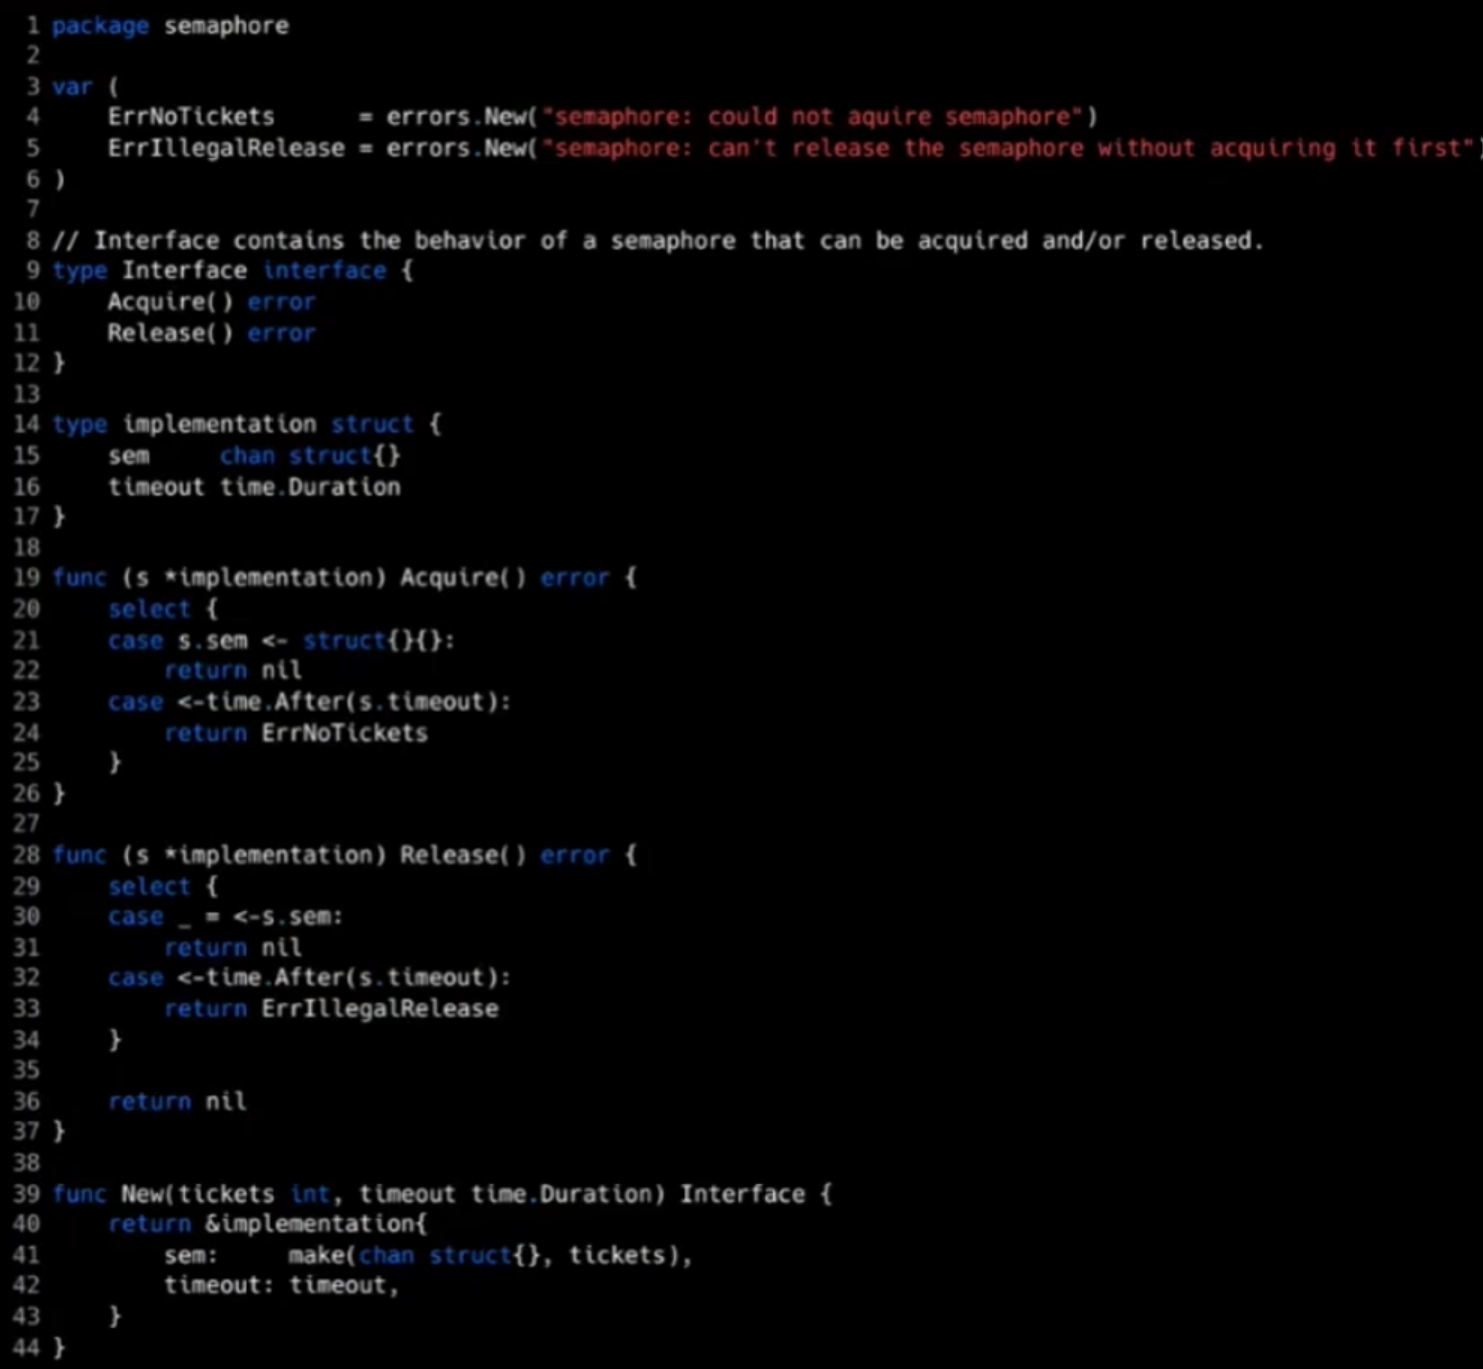 1 package semaphore
2
3 var (
4     ErrNoTickets      = errors.New("semaphore: could not aquire semaphore")
5     ErrIllegalRelease = errors.New("semaphore: can't release the semaphore without acquiring it first")
6 )
7
8 // Interface contains the behavior of a semaphore that can be acquired and/or released.
9 type Interface interface {
10     Acquire() error
11     Release() error
12 }
13
14 type implementation struct {
15     sem     chan struct{}
16     timeout time.Duration
17 }
18
19 func (s *implementation) Acquire() error {
20     select {
21     case s.sem <- struct{}{}:
22         return nil
23     case <-time.After(s.timeout):
24         return ErrNoTickets
25     }
26 }
27
28 func (s *implementation) Release() error {
29     select {
30     case _ = <-s.sem:
31         return nil
32     case <-time.After(s.timeout):
33         return ErrIllegalRelease
34     }
35
36     return nil
37 }
38
39 func New(tickets int, timeout time.Duration) Interface {
40     return &implementation{
41         sem:     make(chan struct{}, tickets),
42         timeout: timeout,
43     }
44 }